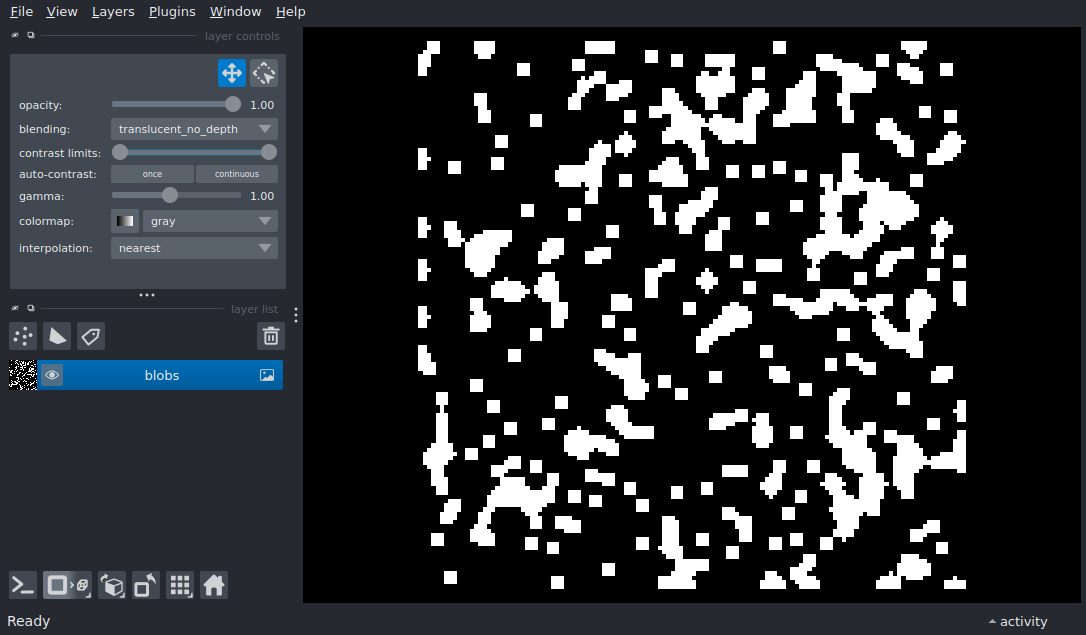 File View Layers Plugins Window Help
layer controls
opacity: 1.00
blending: translucent_no_depth
contrast limits:
auto-contrast: once continuous
gamma: 1.00
colormap: gray
interpolation: nearest
layer list
blobs
Ready
activity